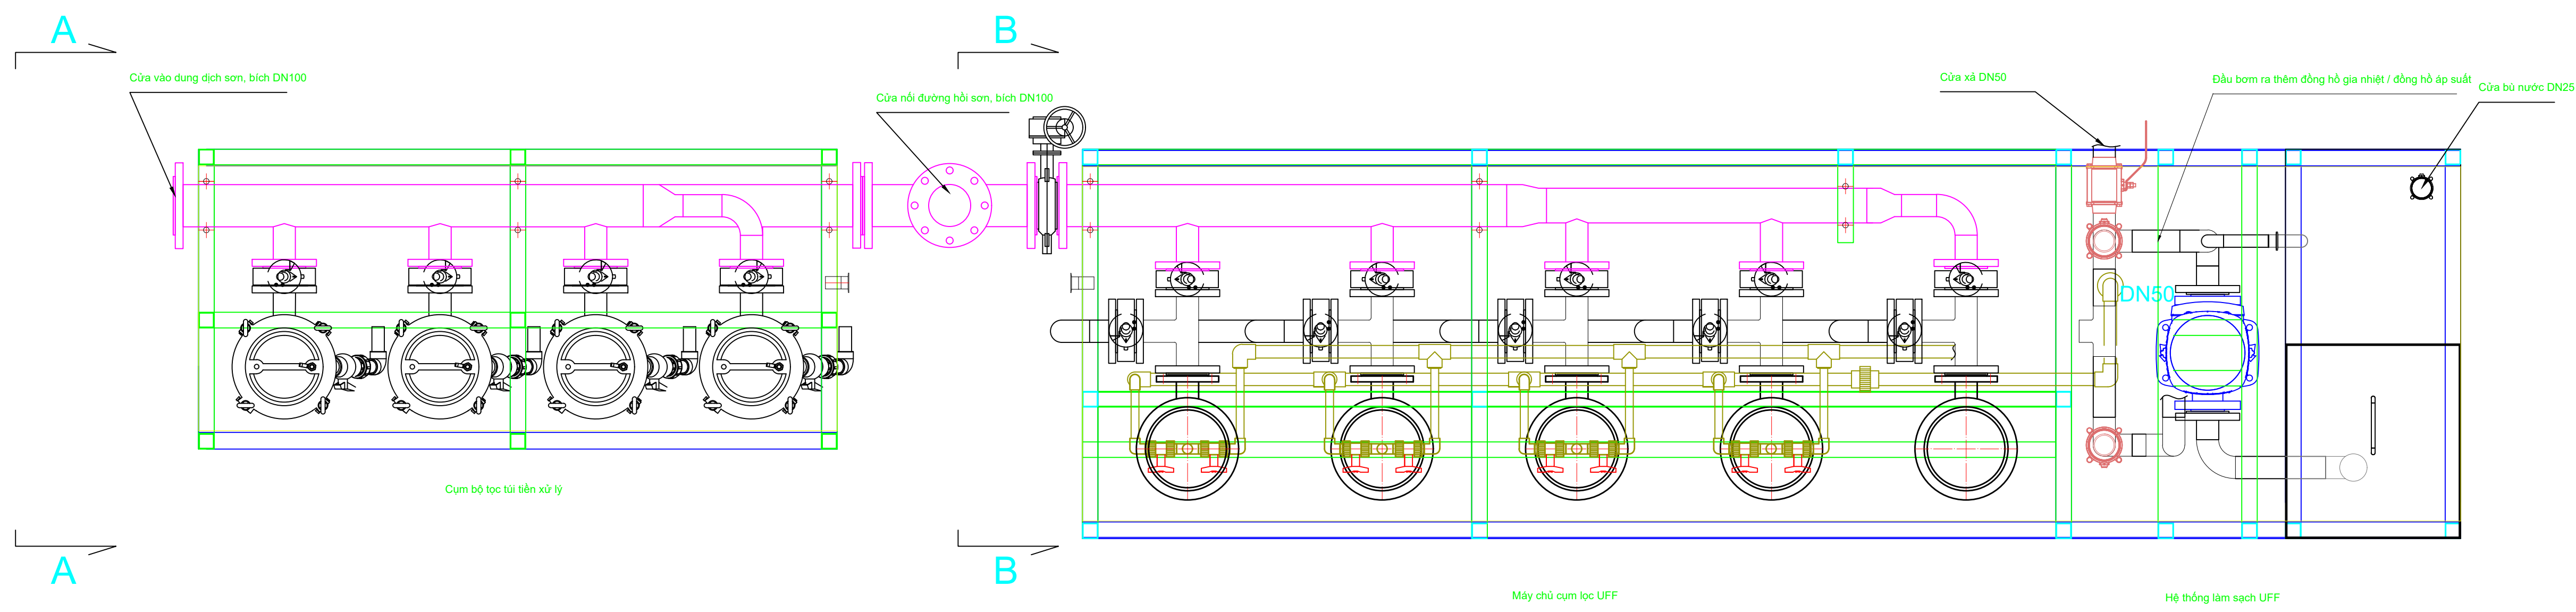 A
B
Cửa vào dung dịch sơn, bích DN100
Cửa nối đường hồi sơn, bích DN100
Cửa xả DN50
Đầu bơm ra thêm đồng hồ gia nhiệt / đồng hồ áp suất
Cửa bù nước DN25
DN50
Cụm bộ tọc túi tiền xử lý
A
B
Máy chủ cụm lọc UFF
Hệ thống làm sạch UFF